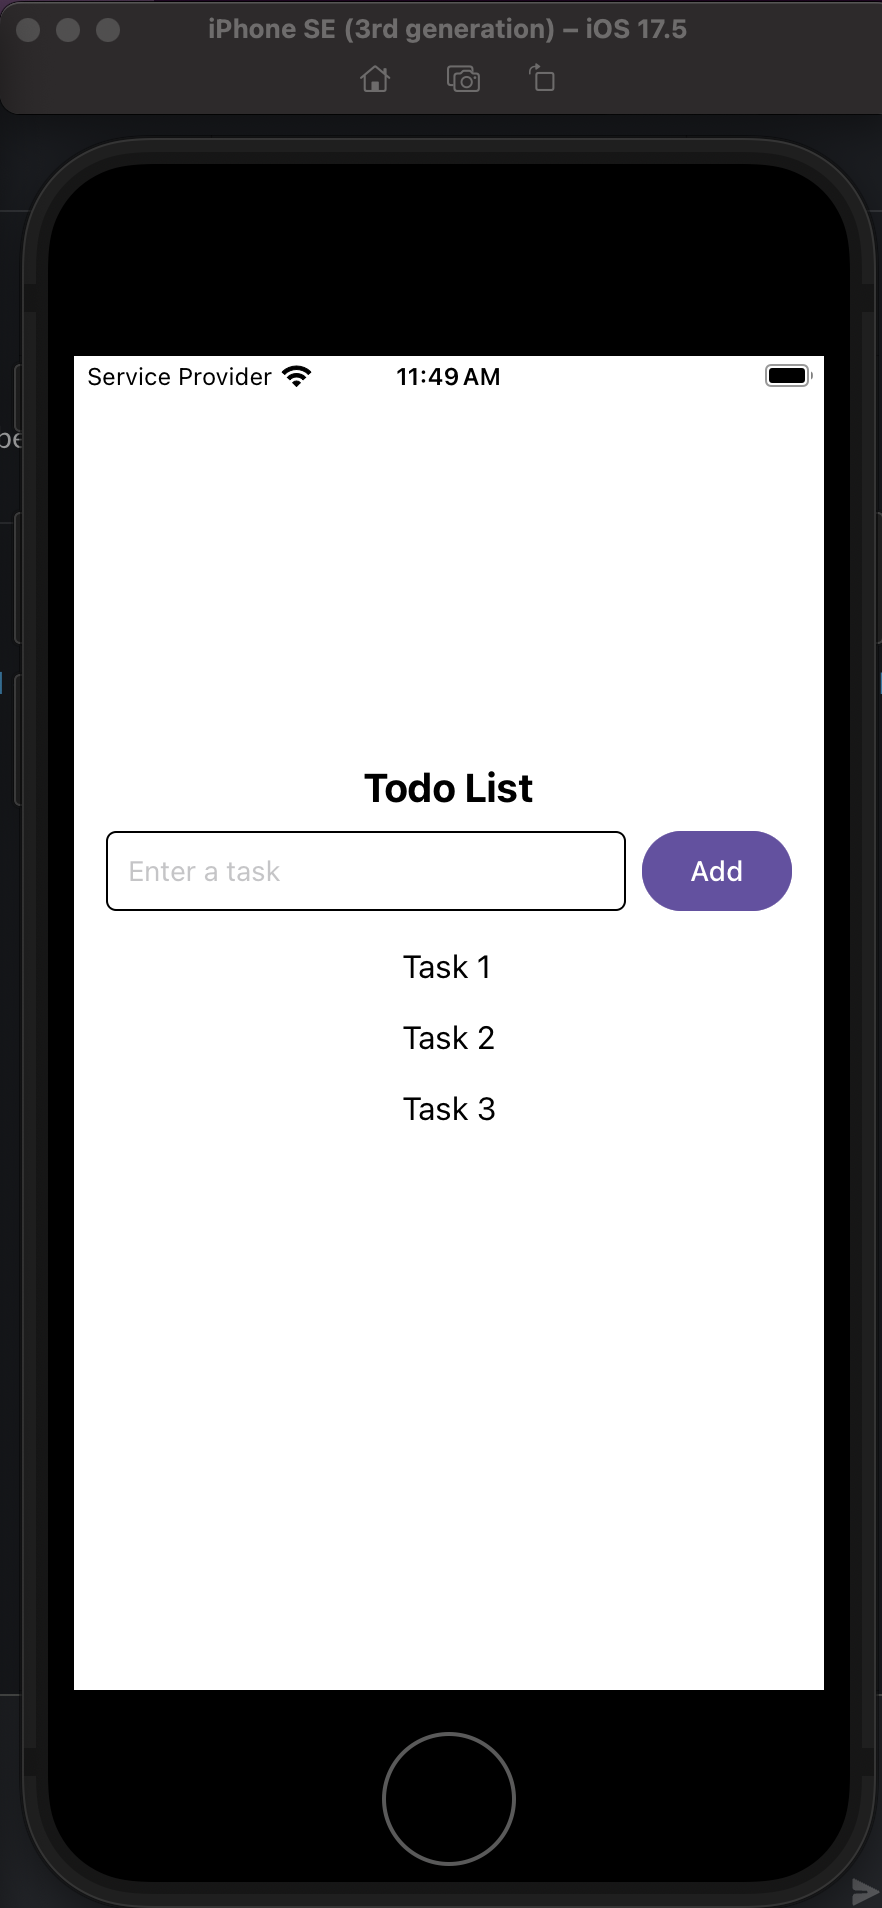 iPhone SE (3rd generation) – iOS 17.5
Service Provider 11:49 AM
Todo List
Enter a task Add
Task 1
Task 2
Task 3